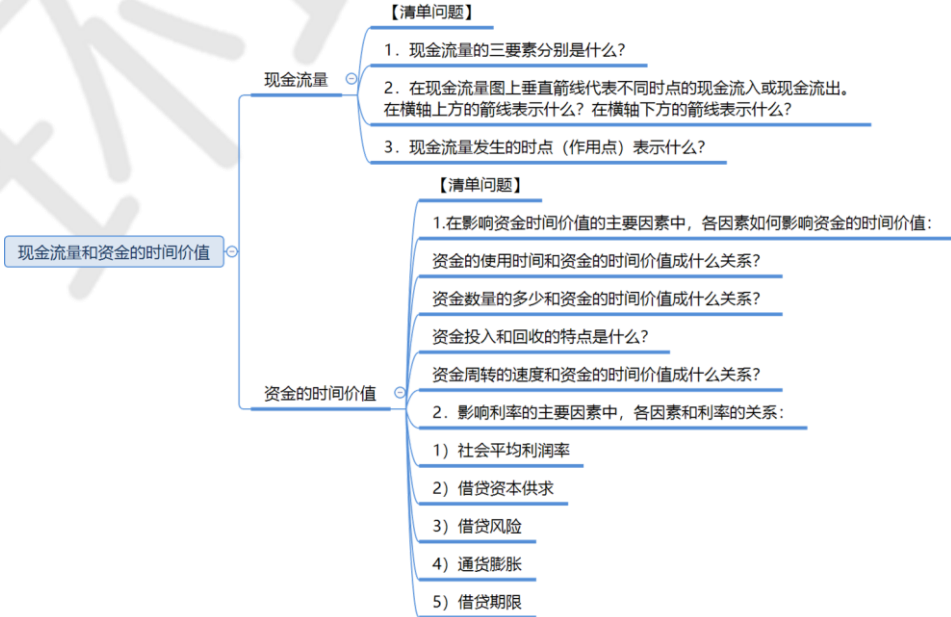 【清单问题】
1．现金流量的三要素分别是什么？
现金流量
2．在现金流量图上垂直箭线代表不同时点的现金流入或现金流出。
在横轴上方的箭线表示什么？在横轴下方的箭线表示什么？
3．现金流量发生的时点（作用点）表示什么？
现金流量和资金的时间价值
【清单问题】
1.在影响资金时间价值的主要因素中，各因素如何影响资金的时间价值：
资金的使用时间和资金的时间价值成什么关系？
资金数量的多少和资金的时间价值成什么关系？
资金投入和回收的特点是什么？
资金周转的速度和资金的时间价值成什么关系？
资金的时间价值
2．影响利率的主要因素中，各因素和利率的关系：
1）社会平均利润率
2）借贷资本供求
3）借贷风险
4）通货膨胀
5）借贷期限